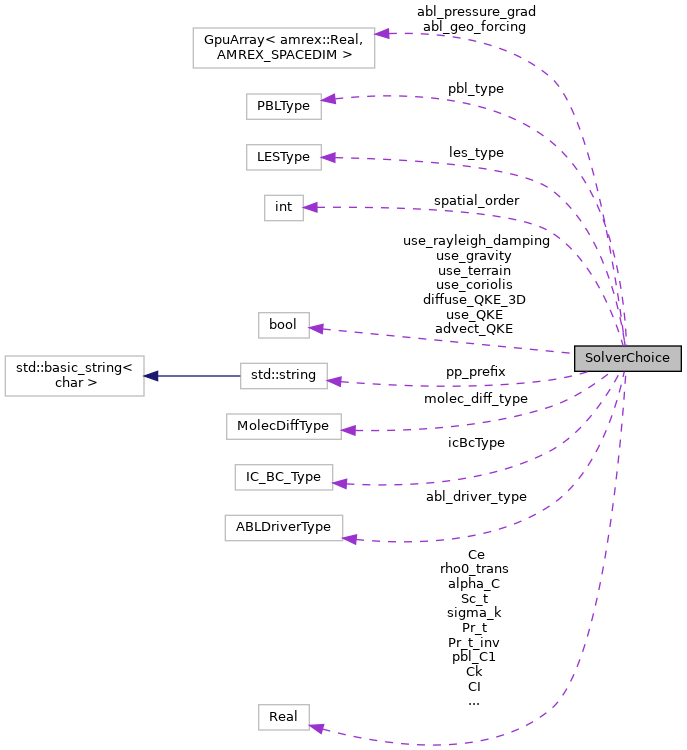 abl_pressure_grad
abl_geo_forcing
GpuArray< amrex::Real,
AMREX_SPACEDIM >
pbl_type
PBLType
les_type
LESType
spatial_order
int
use_rayleigh_damping
use_gravity
use_terrain
use_coriolis
diffuse_QKE_3D
use_QKE
advect_QKE
bool
SolverChoice
std::basic_string<
char >
std::string
pp_prefix
molec_diff_type
MolecDiffType
icBcType
IC_BC_Type
abl_driver_type
ABLDriverType
Ce
rho0_trans
alpha_C
Sc_t
sigma_k
Pr_t
Pr_t_inv
pbl_C1
Ck
CI
...
Real